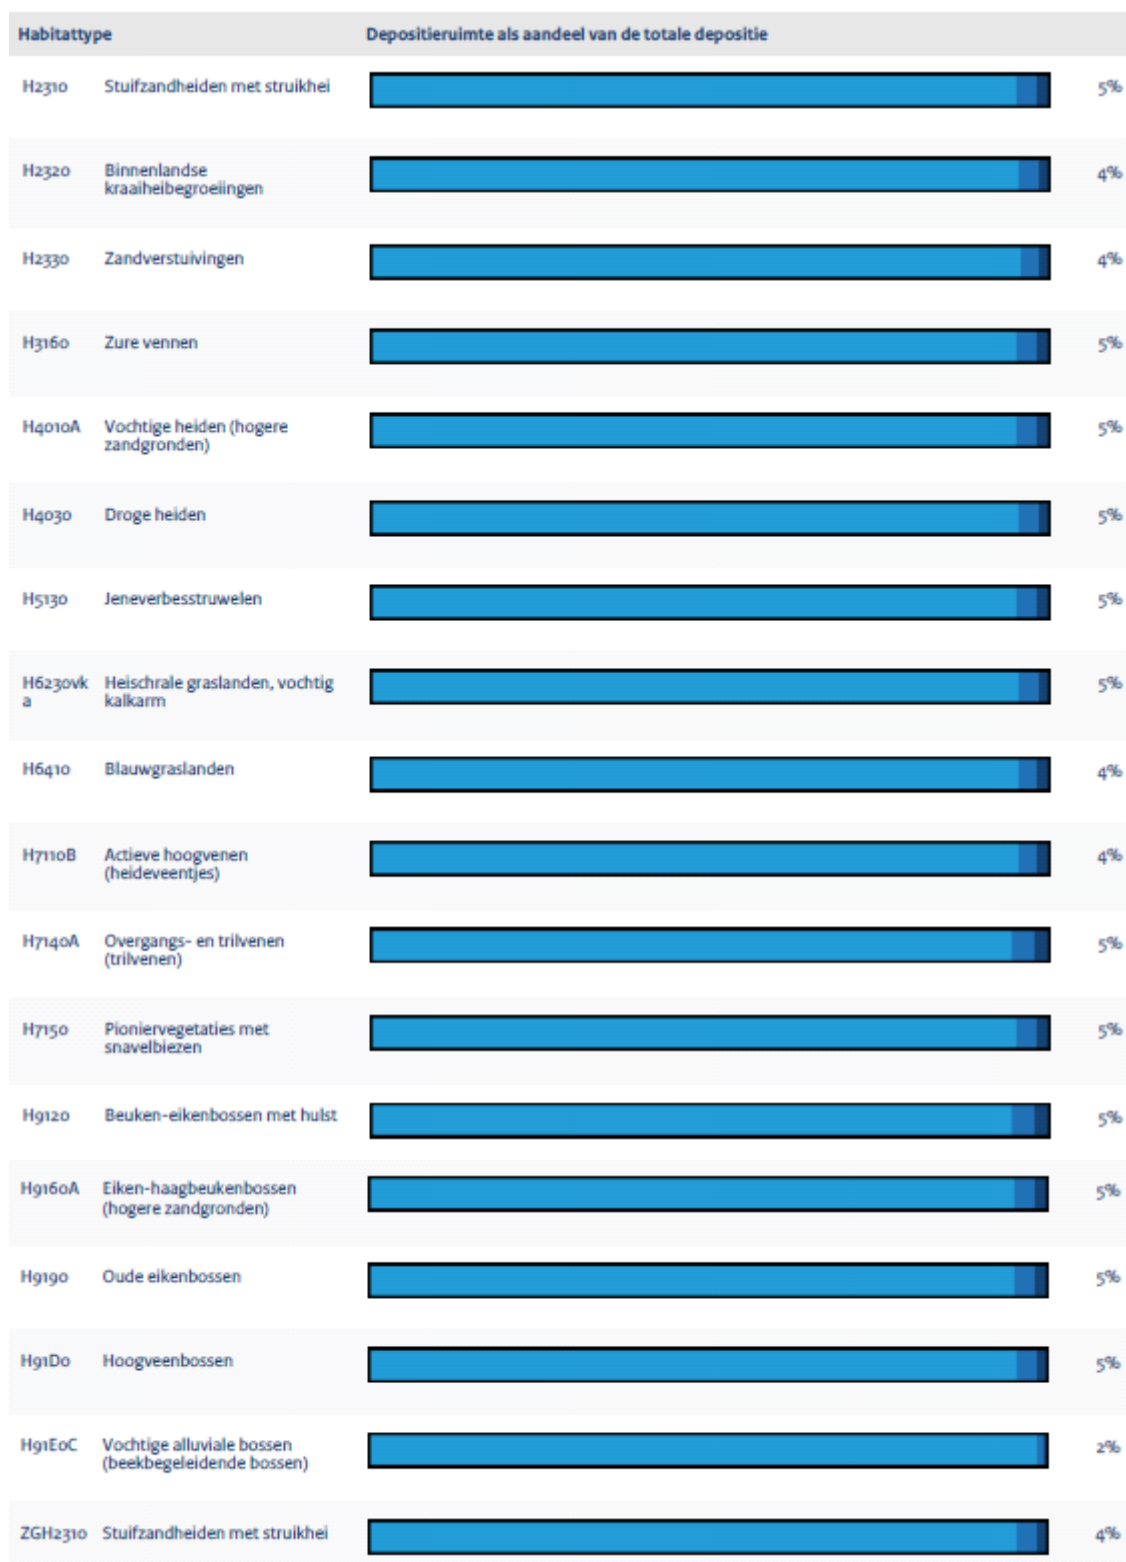 Habitattype Depositieruimte als aandeel van de totale depositie
H2310 Stuifzandheiden met struikhei 5%
H2320 Binnenlandse 4%
kraaiheibegroeiingen
H2330 Zandverstuivingen 4%
H3160 Zure vennen 5%
H4010A Vochtige heiden (hogere 5%
zandgronden)
H4030 Droge heiden 5%
H5130 Jeneverbesstruwelen 5%
H6230vk Heischrale graslanden, vochtig 5%
a kalkarm
H6410 Blauwgraslanden 4%
H7110B Actieve hoogvenen 4%
(heideveentjes)
H7140A Overgangs- en trilvenen 5%
(trilvenen)
H7150 Pioniervegetaties met 5%
snavelbiezen
H9120 Beuken-eikenbossen met hulst 5%
H9160A Eiken-haagbeukenbossen 5%
(hogere zandgronden)
H9190 Oude eikenbossen 5%
H91D0 Hoogveenbossen 5%
H91E0C Vochtige alluviale bossen 2%
(beekbegeleidende bossen)
ZGH2310 Stuifzandheiden met struikhei 4%